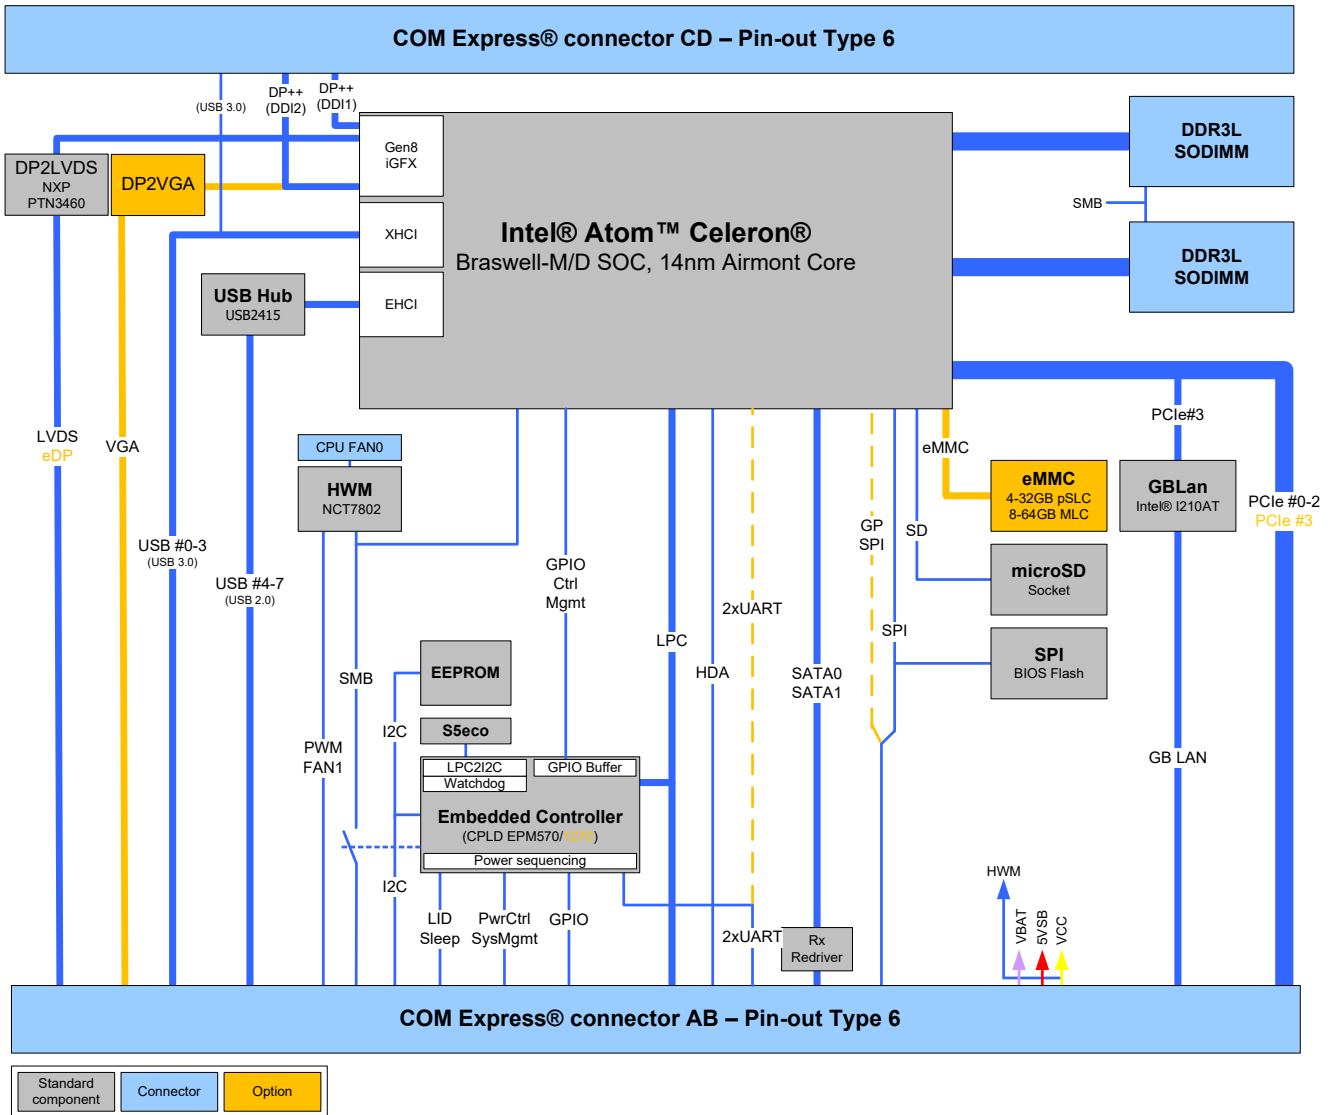 COM Express® connector CD – Pin-out Type 6
(USB 3.0)
DP++
(DDI2)
DP++
(DDI1)
DP2LVDS
NXP
PTN3460
DP2VGA
Gen8
iGFX
XHCI
EHCI
Intel® Atom™ Celeron®
Braswell-M/D SOC, 14nm Airmont Core
DDR3L
SODIMM
SMB
DDR3L
SODIMM
USB Hub
USB2415
LVDS
eDP
VGA
USB #0-3
(USB 3.0)
USB #4-7
(USB 2.0)
CPU FAN0
HWM
NCT7802
PWM
FAN1
SMB
GPIO
Ctrl
Mgmt
LPC
HDA
2xUART
SATA0
SATA1
GP
SPI
SPI
SD
eMMC
eMMC
4-32GB pSLC
8-64GB MLC
microSD
Socket
SPI
BIOS Flash
PCIe#3
GBLan
Intel® I210AT
PCIe #0-2
PCIe #3
GB LAN
EEPROM
I2C
S5eco
LPC2I2C
Watchdog
GPIO Buffer
Embedded Controller
(CPLD EPM570/1270)
Power sequencing
I2C
LID
Sleep
PwrCtrl
SysMgmt
GPIO
2xUART
Rx
Redriver
HWM
VBAT
5VSB
VCC
COM Express® connector AB – Pin-out Type 6
Standard
component
Connector
Option